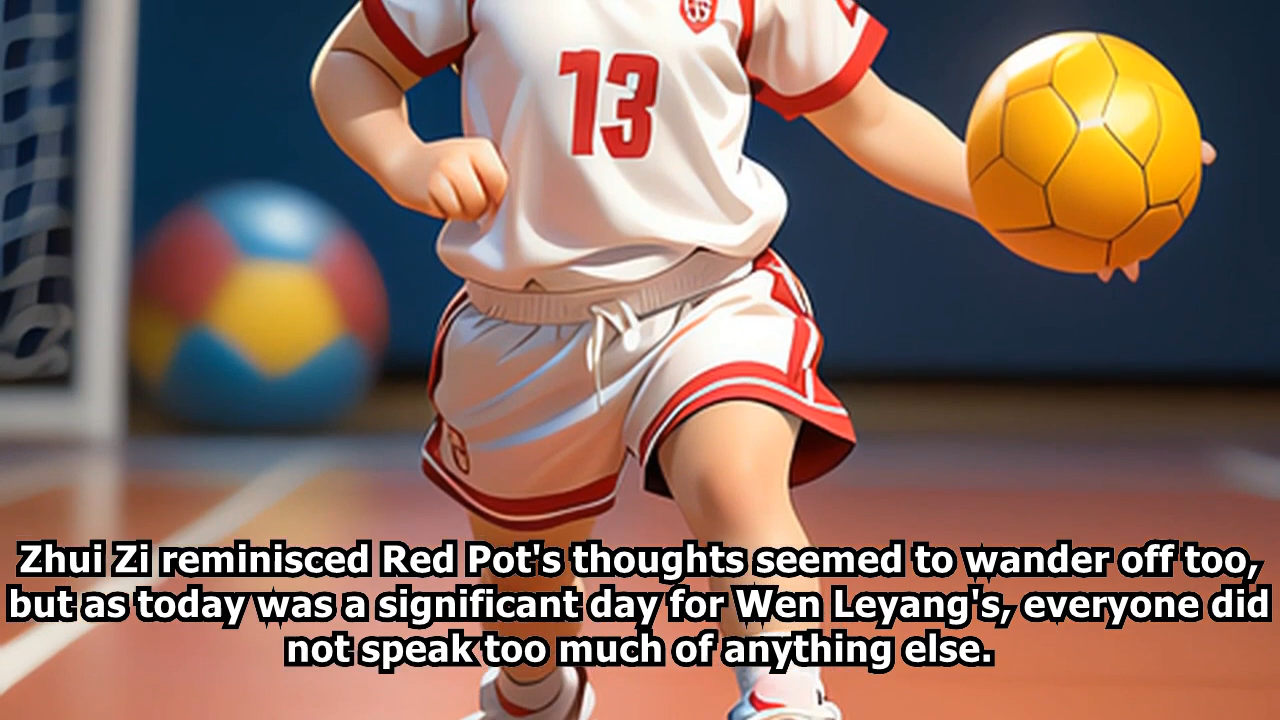 13
Zhui Zi reminisced Red Pot's thoughts seemed to wander off too,
but as today was a significant day for Wen Leyang's, everyone did
not speak too much of anything else.